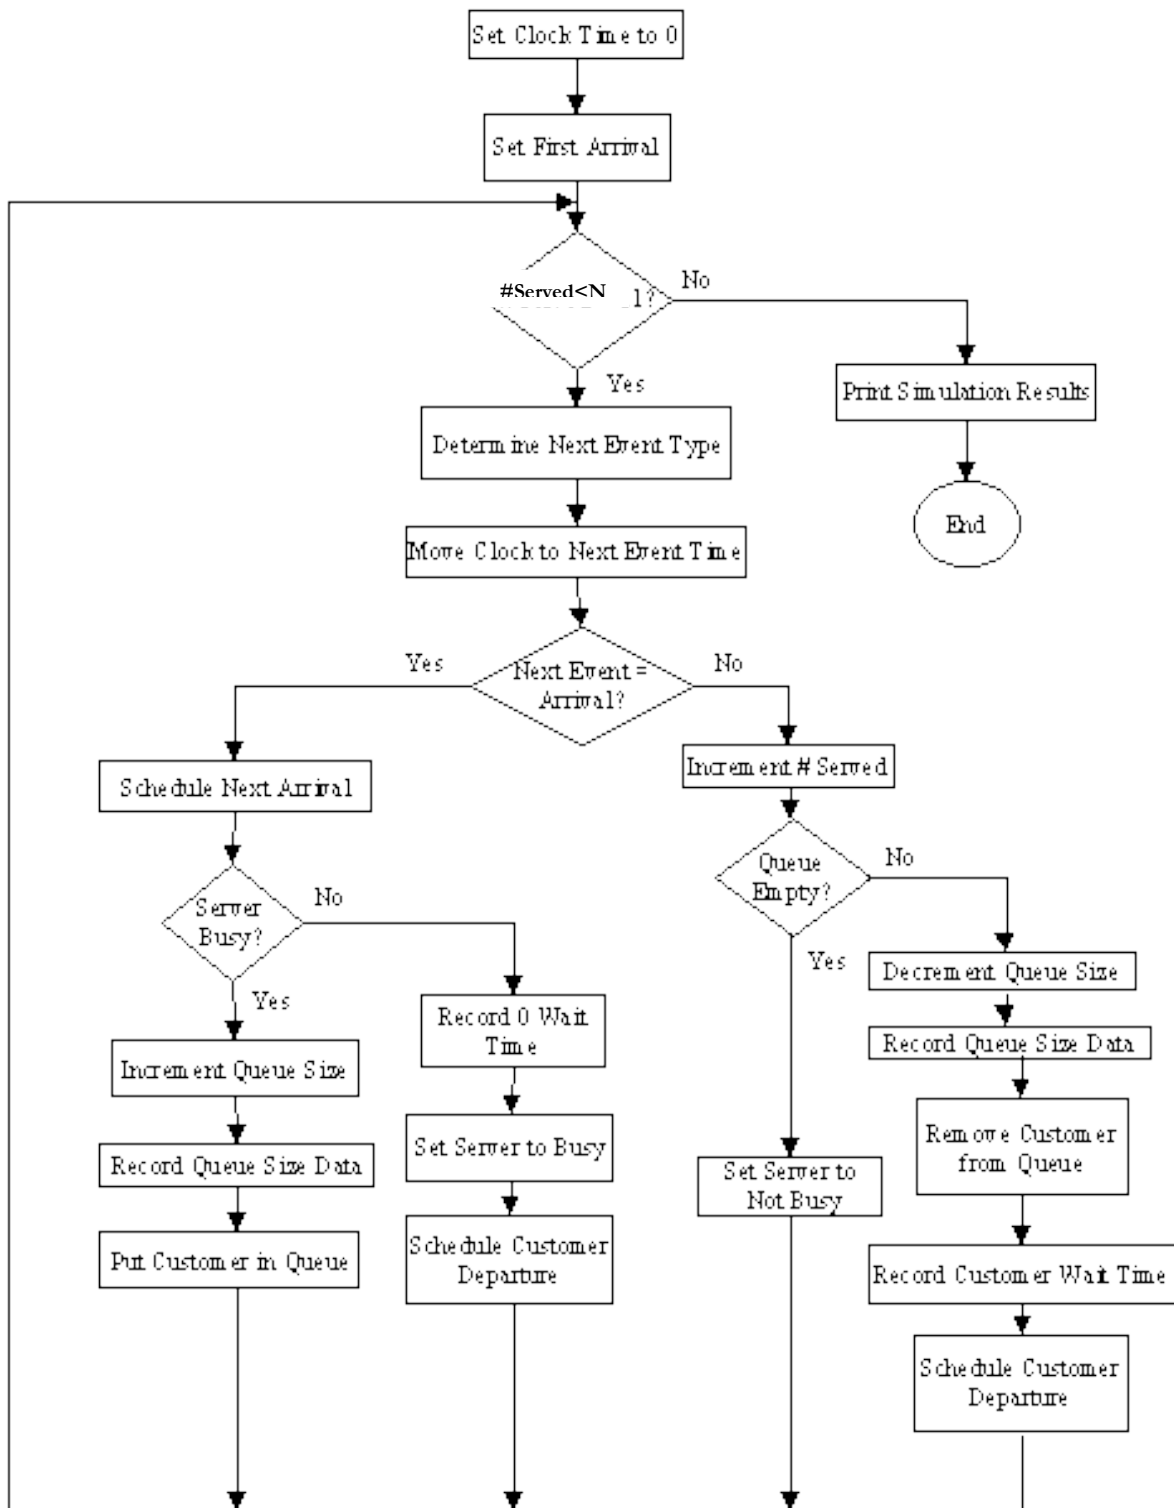 Set Clock Time to 0
Set First Arrival
#Served<N
1?
No
Yes
Print Simulation Results
Determine Next Event Type
End
Move Clock to Next Event Time
Yes
Next Event =
Arrival?
No
Schedule Next Arrival
Increment # Served
Server
Busy?
No
Yes
Queue
Empty?
No
Yes
Increment Queue Size
Record Queue Size Data
Put Customer in Queue
Record 0 Wait
Time
Set Server to Busy
Schedule Customer
Departure
Set Server to
Not Busy
Decrement Queue Size
Record Queue Size Data
Remove Customer
from Queue
Record Customer Wait Time
Schedule Customer
Departure